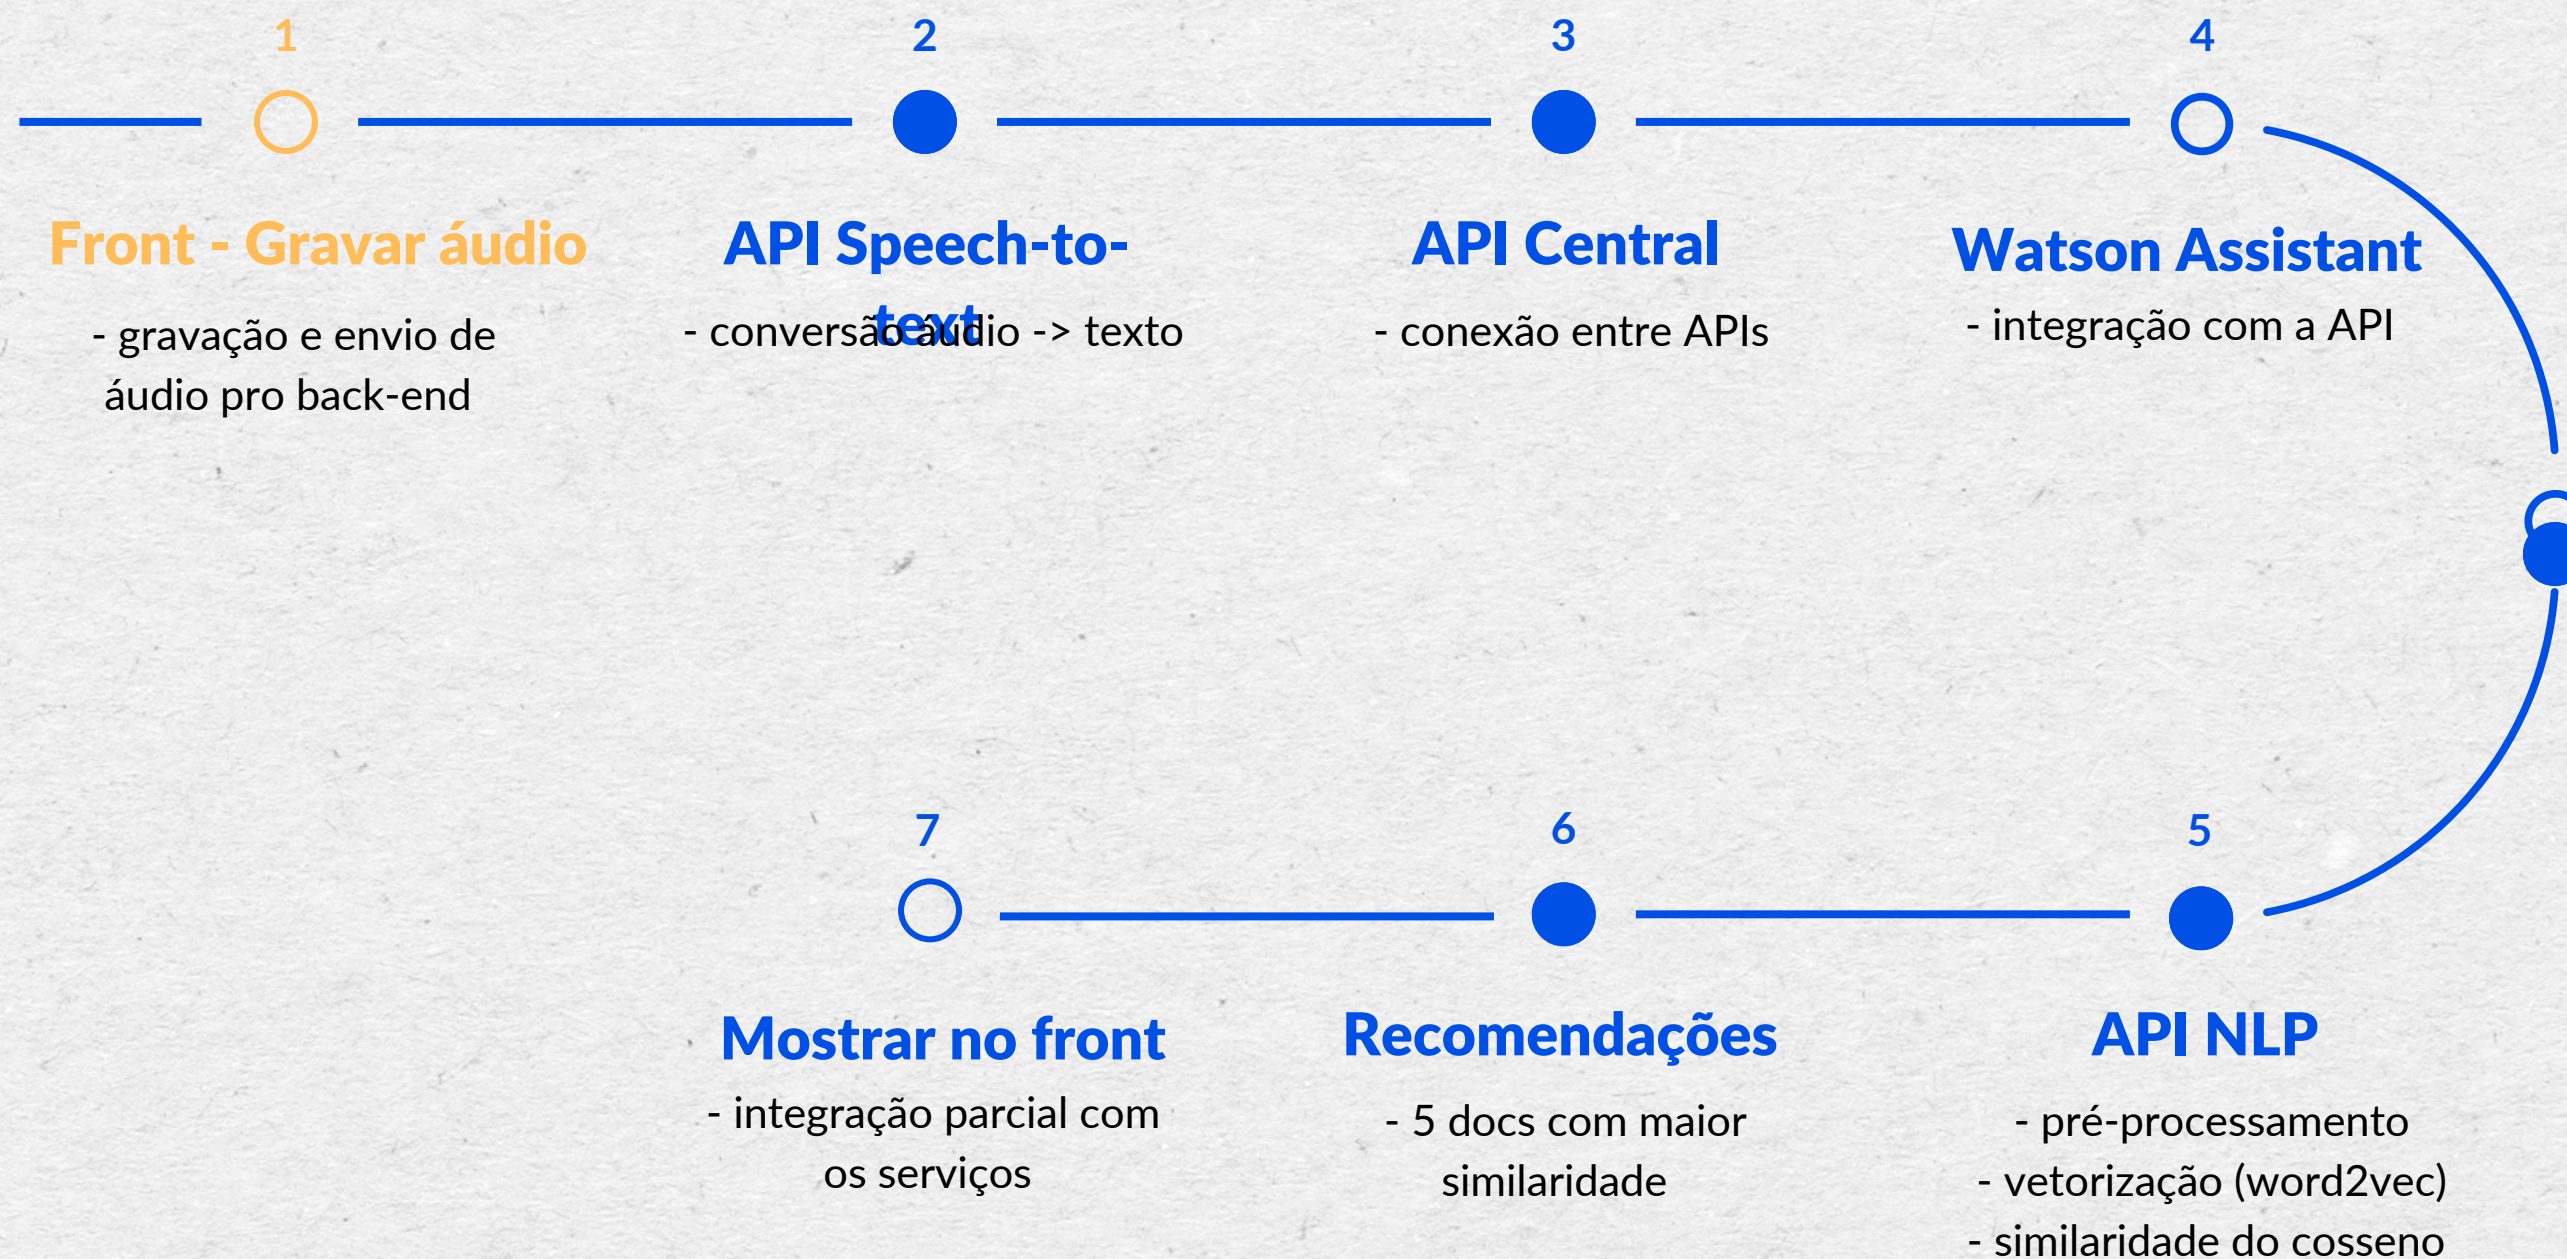 1
Front - Gravar áudio
- gravação e envio de
áudio pro back-end
2
API Speech-to-
text
- conversão áudio -> texto
3
API Central
- conexão entre APIs
4
Watson Assistant
- integração com a API
5
API NLP
- pré-processamento
- vetorização (word2vec)
- similaridade do cosseno
6
Recomendações
- 5 docs com maior
similaridade
7
Mostrar no front
- integração parcial com
os serviços